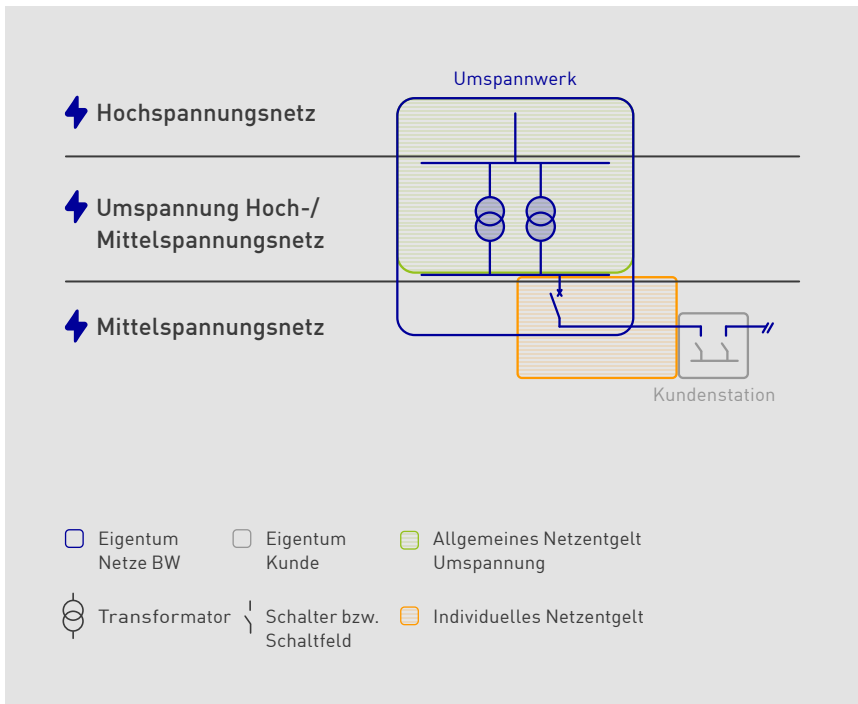 Umspannwerk
Hochspannungsnetz
Umspannung Hoch-/
Mittelspannungsnetz
Mittelspannungsnetz
Kundenstation
Eigentum
Netze BW
Eigentum
Kunde
Allgemeines Netzentgelt
Umspannung
Transformator
Schalter bzw.
Schaltfeld
Individuelles Netzentgelt